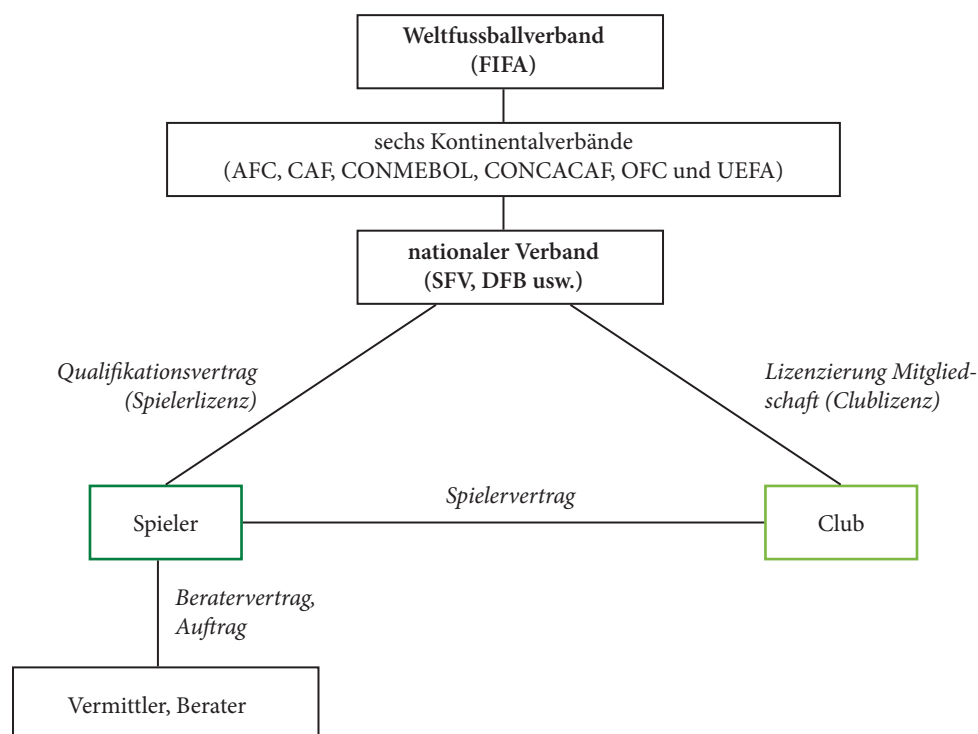 Weltfussballverband
(FIFA)
sechs Kontinentalverbände
(AFC, CAF, CONMEBOL, CONCACAF, OFC und UEFA)
nationaler Verband
(SFV, DFB usw.)
Qualifikationsvertrag
(Spielerlizenz)
Lizenzierung Mitglied-
schaft (Clublizenz)
Spieler
Spielervertrag
Club
Beratervertrag,
Auftrag
Vermittler, Berater